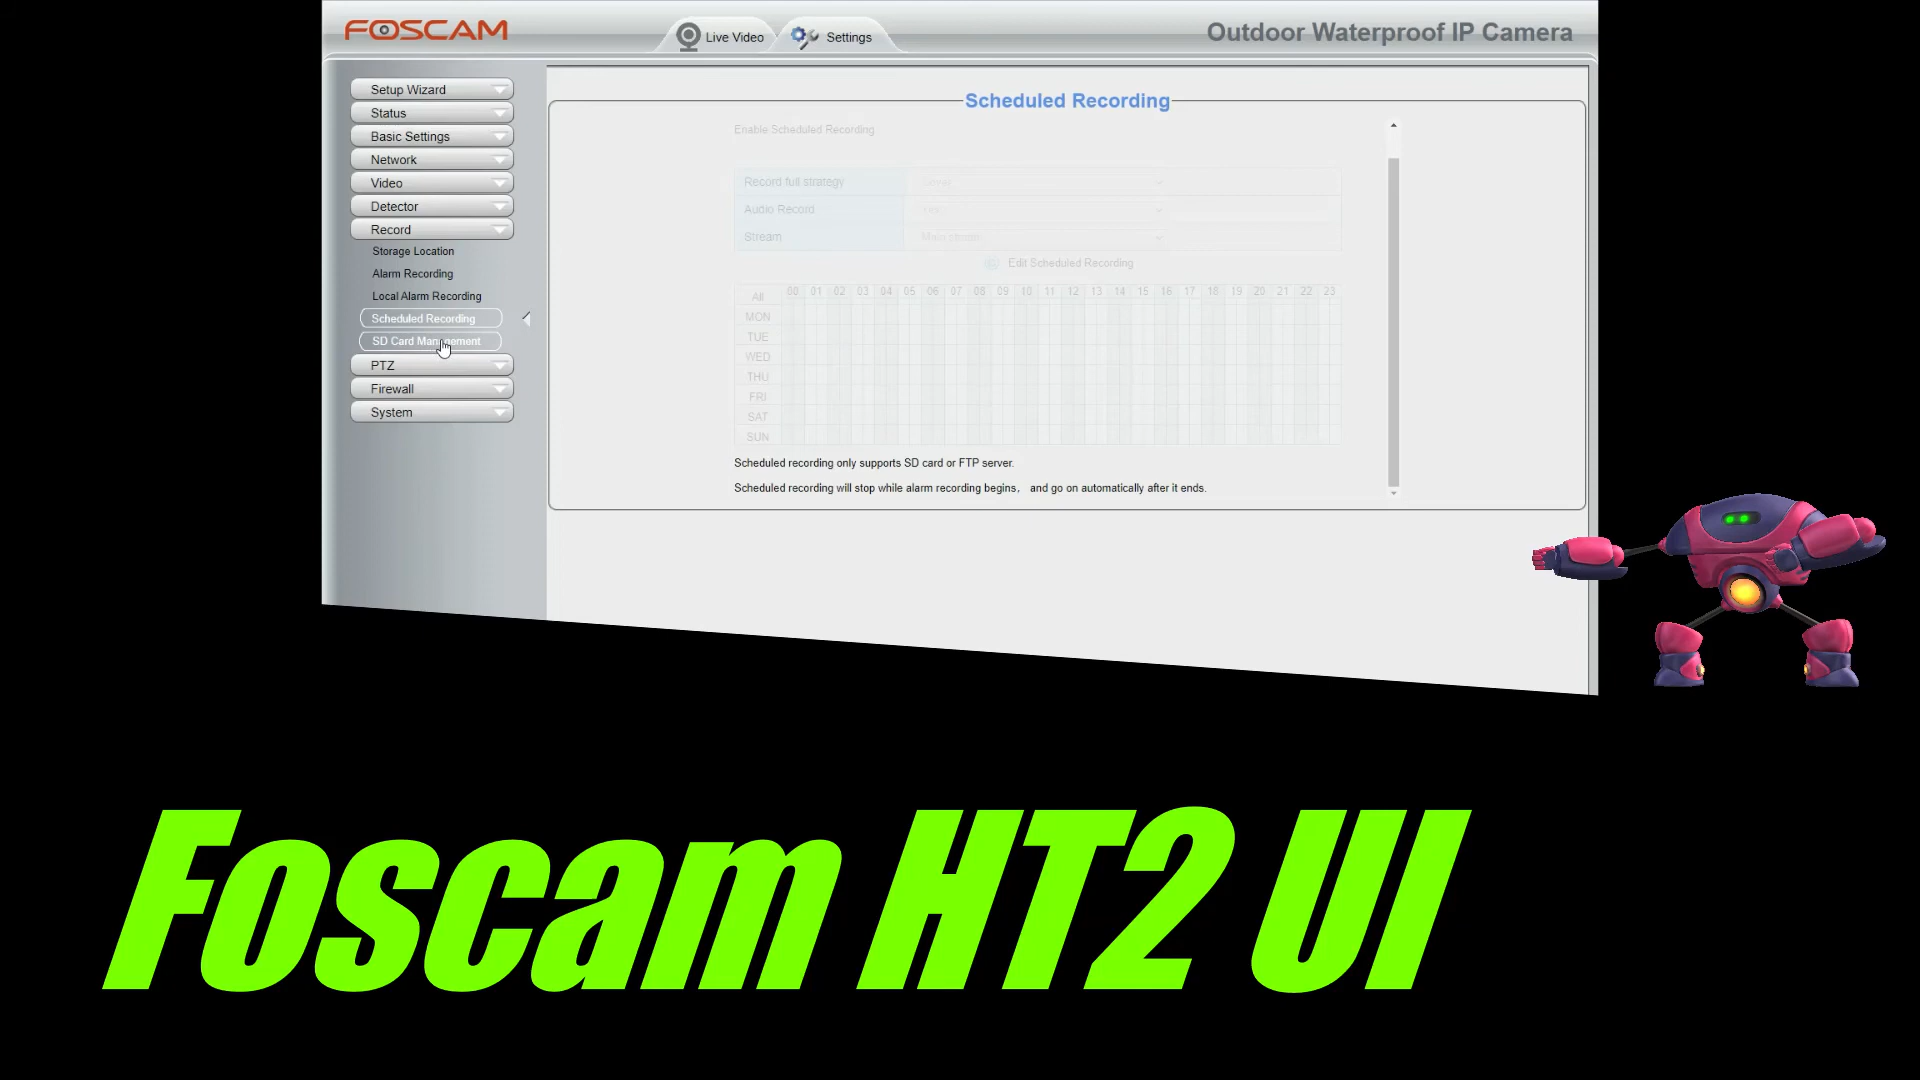 FOSCAM
Live Video
Settings
Outdoor Waterproof IP Camera
Setup Wizard
Status
Basic Settings
Network
Video
Detector
Record
Storage Location
Alarm Recording
Local Alarm Recording
Scheduled Recording
SD Card Management
PTZ
Firewall
System
Scheduled Recording
Enable Scheduled Recording
Record full strategy
Audio Record
Stream Main stream
Edit Scheduled Recording
All 00 01 02 03 04 05 06 07 08 09 10 11 12 13 14 15 16 17 18 19 20 21 22 23
MON
TUE
WED
THU
FRI
SAT
SUN
Scheduled recording only supports SD card or FTP server.
Scheduled recording will stop while alarm recording begins, and go on automatically after it ends.
Foscam HT2 UI